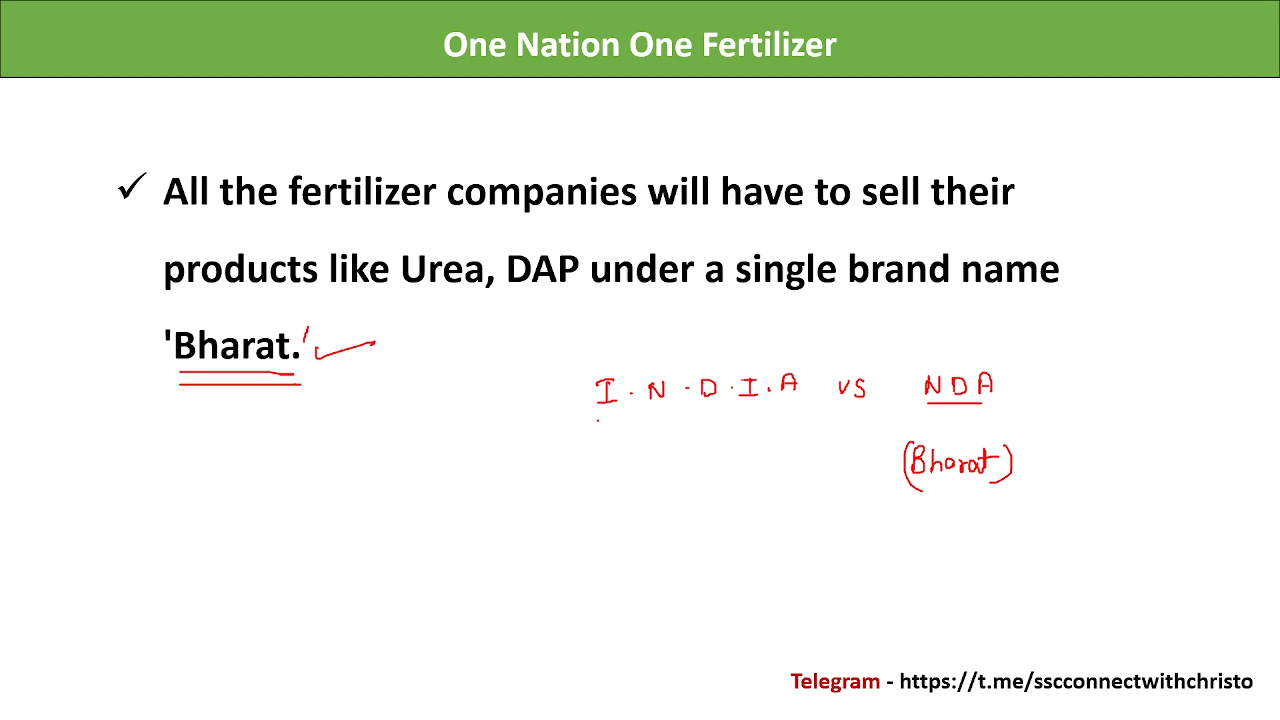 One Nation One Fertilizer
✓ All the fertilizer companies will have to sell their
products like Urea, DAP under a single brand name
'Bharat.'
I.N.D.I.A vs NDA
(Bharat)
Telegram - https://t.me/sscconnectwithchristo